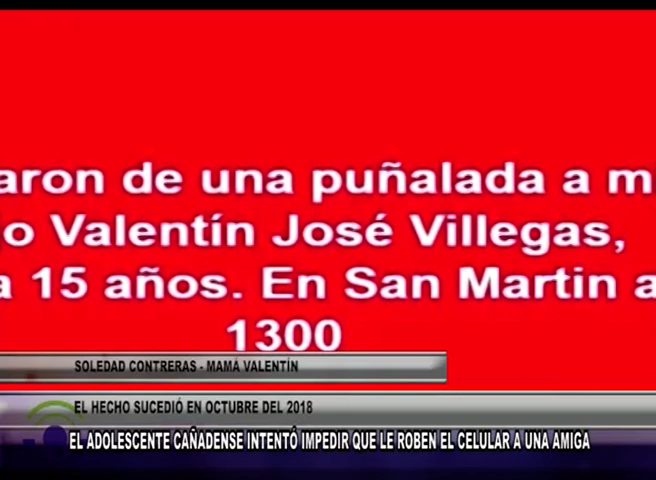 aron de una puñalada a m
jo Valentín José Villegas,
a 15 años. En San Martin a
1300
SOLEDAD CONTRERAS - MAMÁ VALENTÍN
EL HECHO SUCEDIÓ EN OCTUBRE DEL 2018
EL ADOLESCENTE CAÑADENSE INTENTÓ IMPEDIR QUE LE ROBEN EL CELULAR A UNA AMIGA